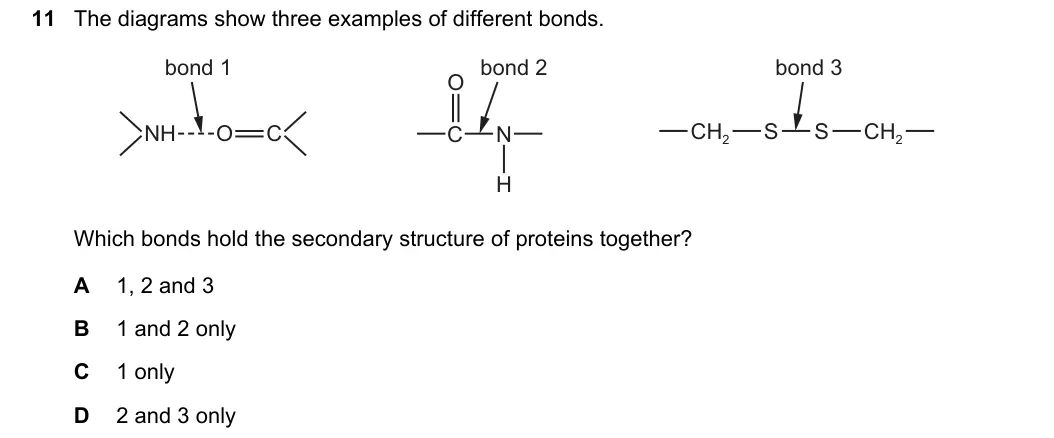 11 The diagrams show three examples of different bonds.
bond 1 bond 2 bond 3
O
NH O C C N CH₂ S S CH₂
H
Which bonds hold the secondary structure of proteins together?
A 1, 2 and 3
B 1 and 2 only
C 1 only
D 2 and 3 only